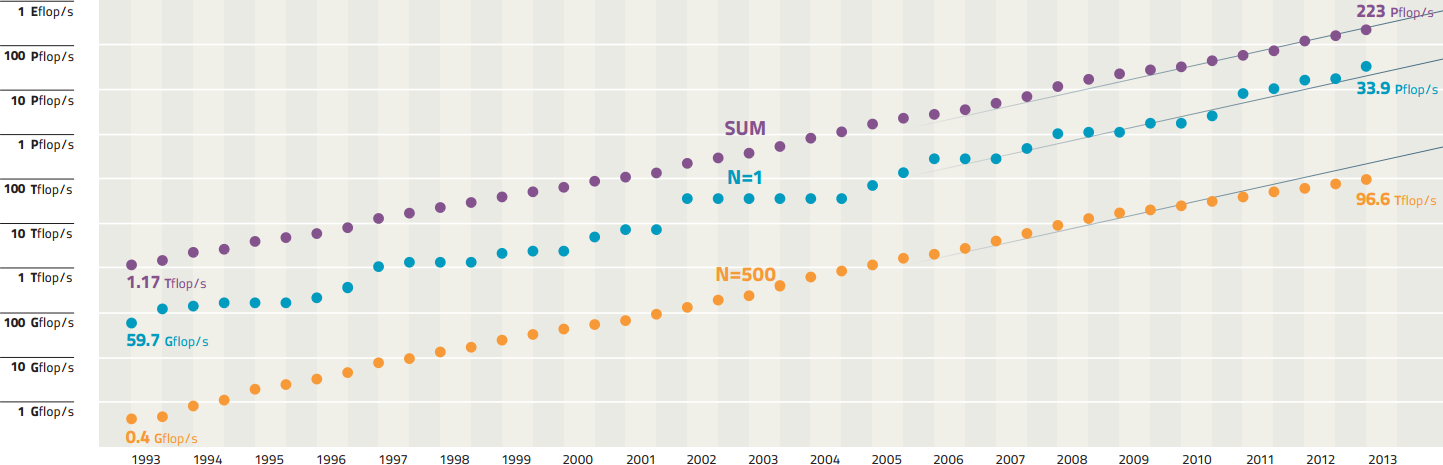 1 Eflop/s
223 Pflop/s
100 Pflop/s
33.9 Pflop/s
10 Pflop/s
SUM
1 Pflop/s
N=1
100 Tflop/s
96.6 Tflop/s
10 Tflop/s
N=500
1 Tflop/s
1.17 Tflop/s
100 Gflop/s
59.7 Gflop/s
10 Gflop/s
1 Gflop/s
0.4 Gflop/s
1993 1994 1995 1996 1997 1998 1999 2000 2001 2002 2003 2004 2005 2006 2007 2008 2009 2010 2011 2012 2013